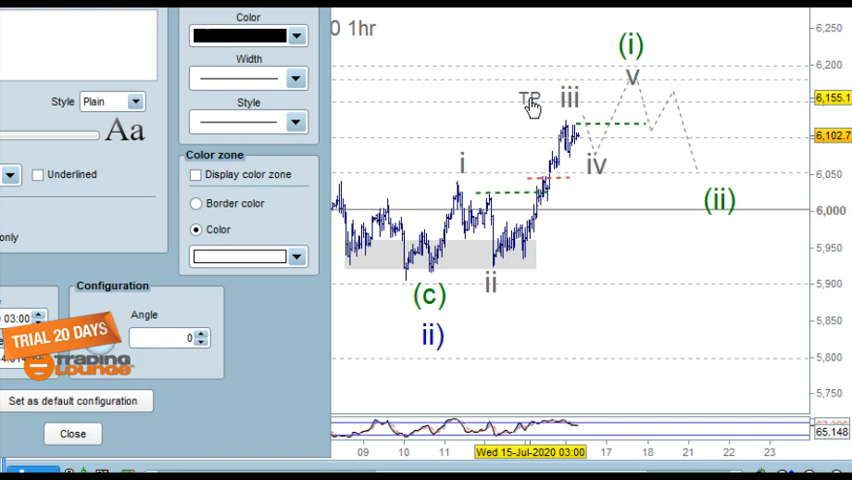 Color
Width
Style
Style Plain
Aa
Underlined
only
Color zone
Display color zone
Border color
Color
Configuration
03:00
Angle
0
TRIAL 20 DAYS
TRADING
LOUNGE
Set as default configuration
Close
0 1hr
TP
i
ii
iii
iv
v
(i)
(ii)
(c)
ii)
6,250
6,200
6,155.1
6,102.7
6,050
6,000
5,950
5,900
5,850
5,800
5,750
65.148
09
10
11
Wed 15-Jul-2020 03:00
17
18
21
22
23